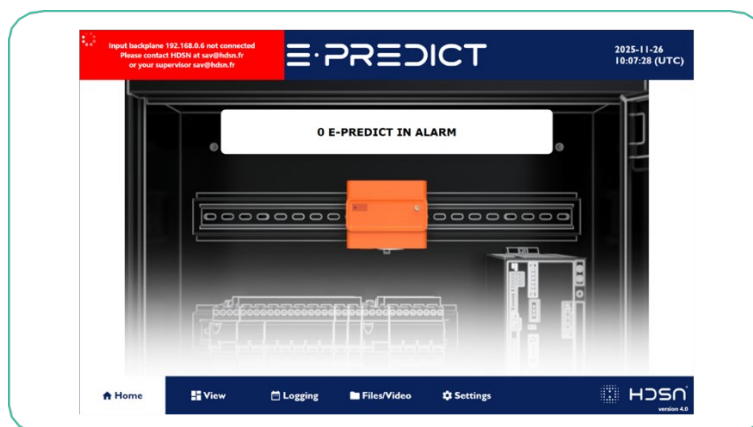 Input backplane 192.168.0.6 not connected
Please contact HDSN at sav@hdsn.fr
or your supervisor sav@hdsn.fr
E·PREDICT
2025-11-26
10:07:28 (UTC)
0 E-PREDICT IN ALARM
Home
View
Logging
Files/Video
Settings
HDSN
version 4.0